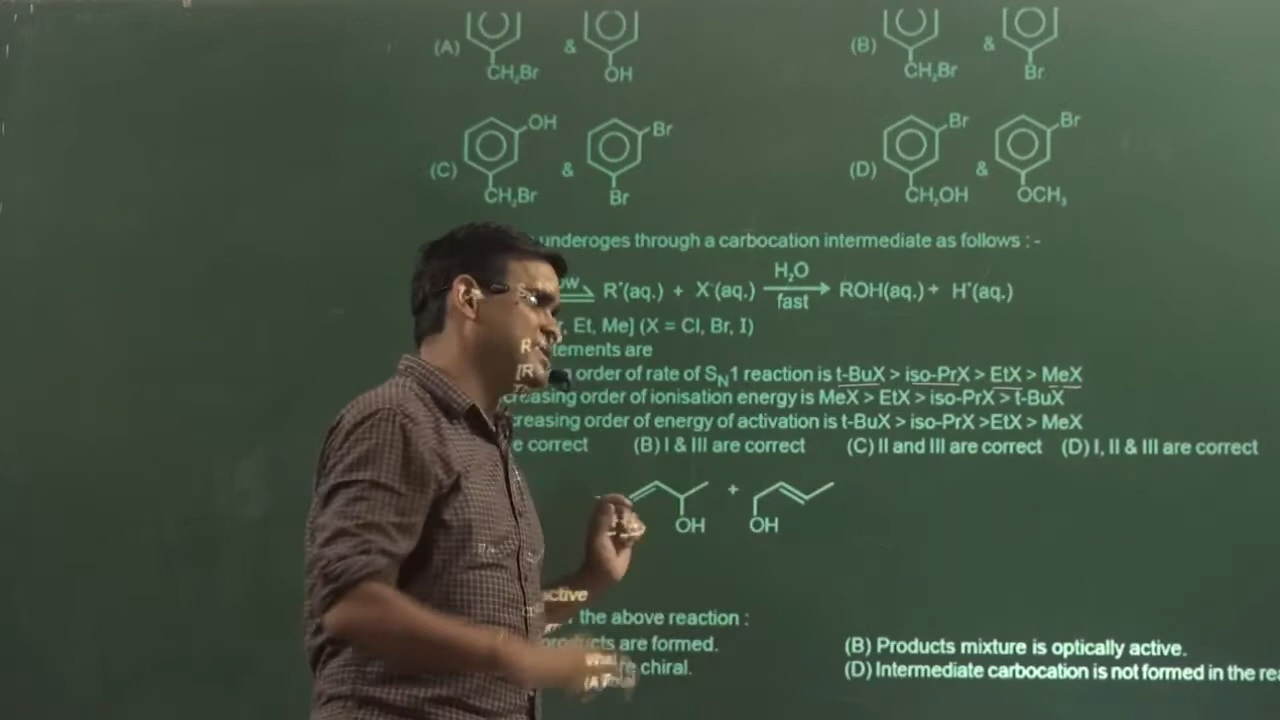 (A) & (B) &
CH₂Br OH CH₂Br Br
OH Br Br Br
(C) & (D) &
CH₂Br Br CH₂OH OCH₃
underoges through a carbocation intermediate as follows : -
R⁺(aq.) + X⁻(aq.) H₂O fast ROH(aq.) + H⁺(aq.)
Et, Me] (X = Cl, Br, I)
are
order of rate of SN1 reaction is t-BuX > iso-PrX > EtX > MeX
order of ionisation energy is MeX > EtX > iso-PrX > t-BuX
order of energy of activation is t-BuX > iso-PrX >EtX > MeX
correct (B) I & III are correct (C) II and III are correct (D) I, II & III are correct
+
OH OH
the above reaction :
are formed. (B) Products mixture is optically active.
chiral. (D) Intermediate carbocation is not formed in the